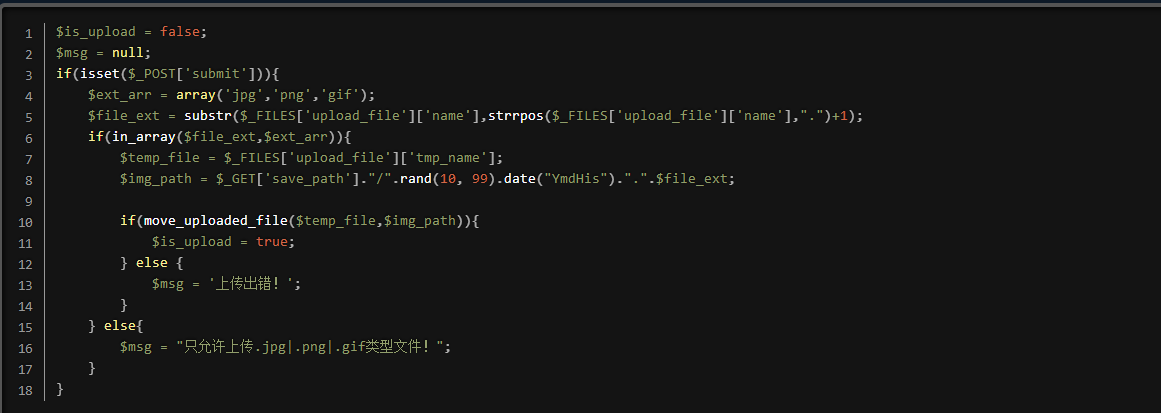 1 $is_upload = false;
2 $msg = null;
3 if(isset($_POST['submit'])){
4     $ext_arr = array('jpg','png','gif');
5     $file_ext = substr($_FILES['upload_file']['name'],strrpos($_FILES['upload_file']['name'],".")+1);
6     if(in_array($file_ext,$ext_arr)){
7         $temp_file = $_FILES['upload_file']['tmp_name'];
8         $img_path = $_GET['save_path']."/".rand(10, 99).date("YmdHis").".".$file_ext;
9
10         if(move_uploaded_file($temp_file,$img_path)){
11             $is_upload = true;
12         } else {
13             $msg = '上传出错！';
14         }
15     } else{
16         $msg = "只允许上传.jpg|.png|.gif类型文件！";
17     }
18 }